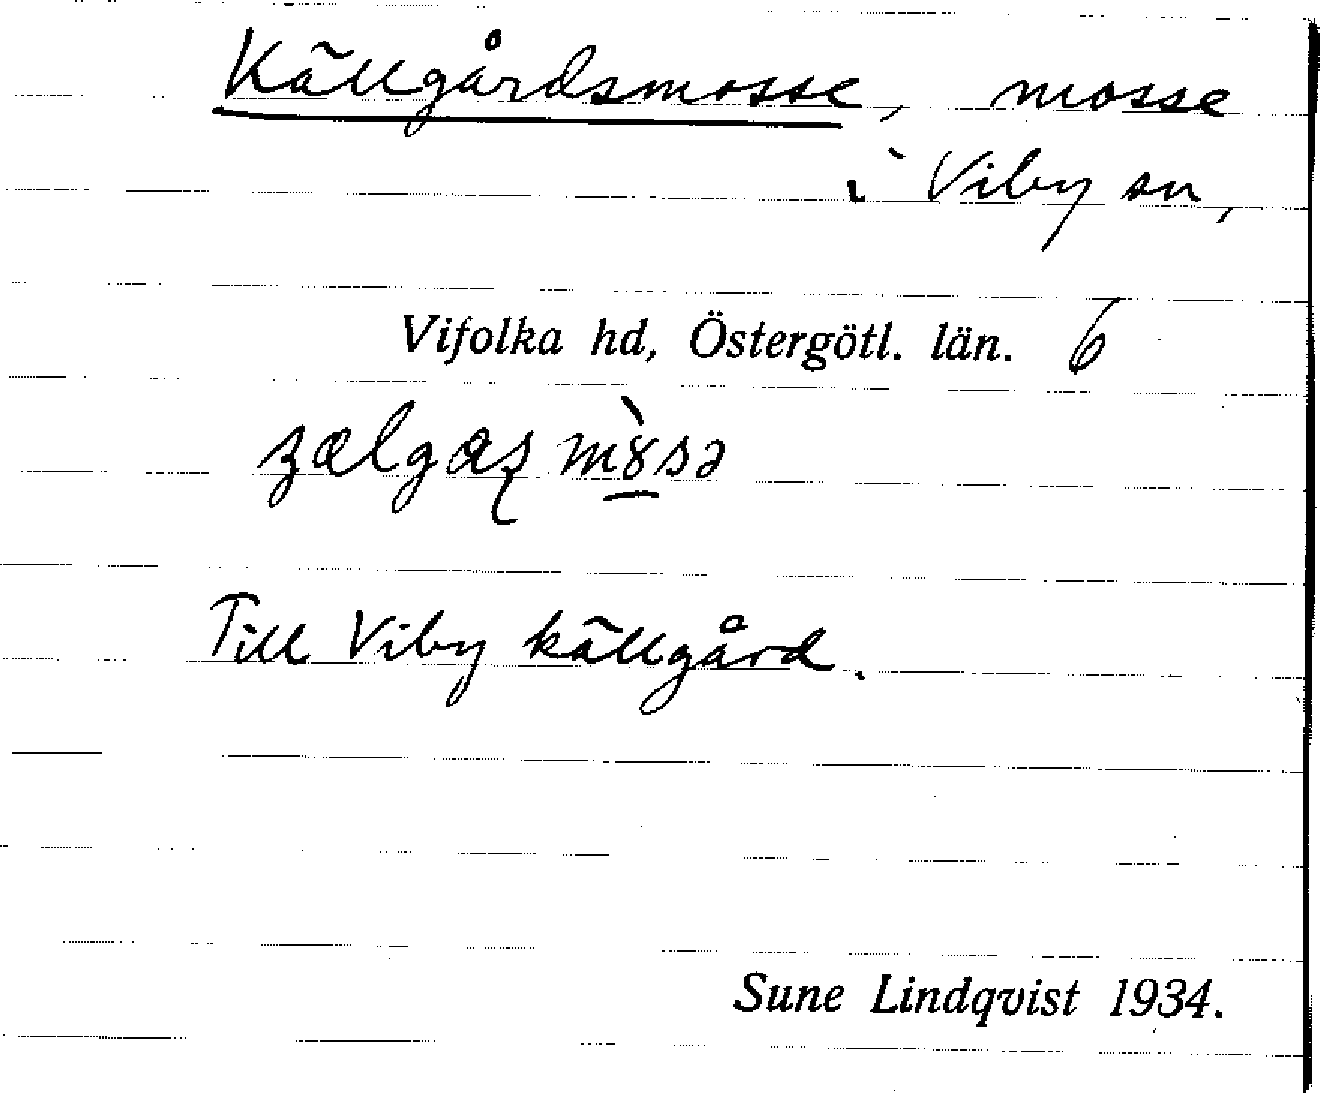 Källgårdsmosse, mosse
i Viby sn,
Vifolka hd, Östergötl. län. 6
Till Viby källgård.
Sune Lindqvist 1934.